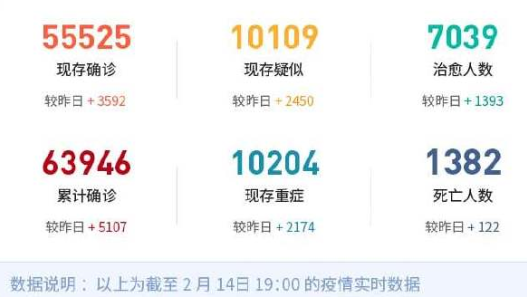 55525 10109 7039
现存确诊 现存疑似 治愈人数
较昨日 + 3592 较昨日 + 2450 较昨日 + 1393
63946 10204 1382
累计确诊 现存重症 死亡人数
较昨日 + 5107 较昨日 + 2174 较昨日 + 122
数据说明：以上为截至 2 月 14日 19：00 的疫情实时数据